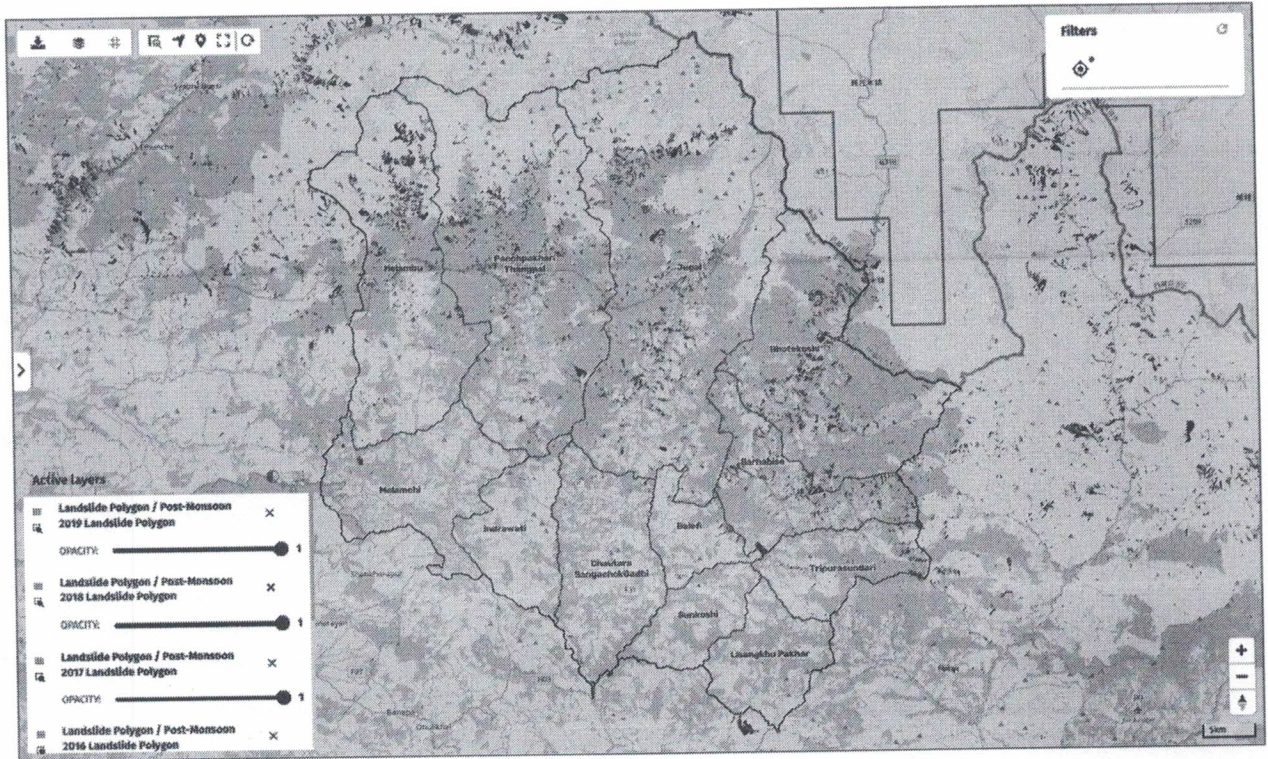 Filters
Helambu
Panchpokhari
Thangpal
Jugal
Bhotekoshi
Barhabise
Melamchi
Indrawati
Balefi
Chautara
SangachokGadhi
Tripurasundari
Sunkoshi
Lisangkhu Pakhar
Active layers
Landslide Polygon / Post-Monsoon
2019 Landslide Polygon
OPACITY: 1
Landslide Polygon / Post-Monsoon
2018 Landslide Polygon
OPACITY: 1
Landslide Polygon / Post-Monsoon
2017 Landslide Polygon
OPACITY: 1
Landslide Polygon / Post-Monsoon
2016 Landslide Polygon
Banepa
5km